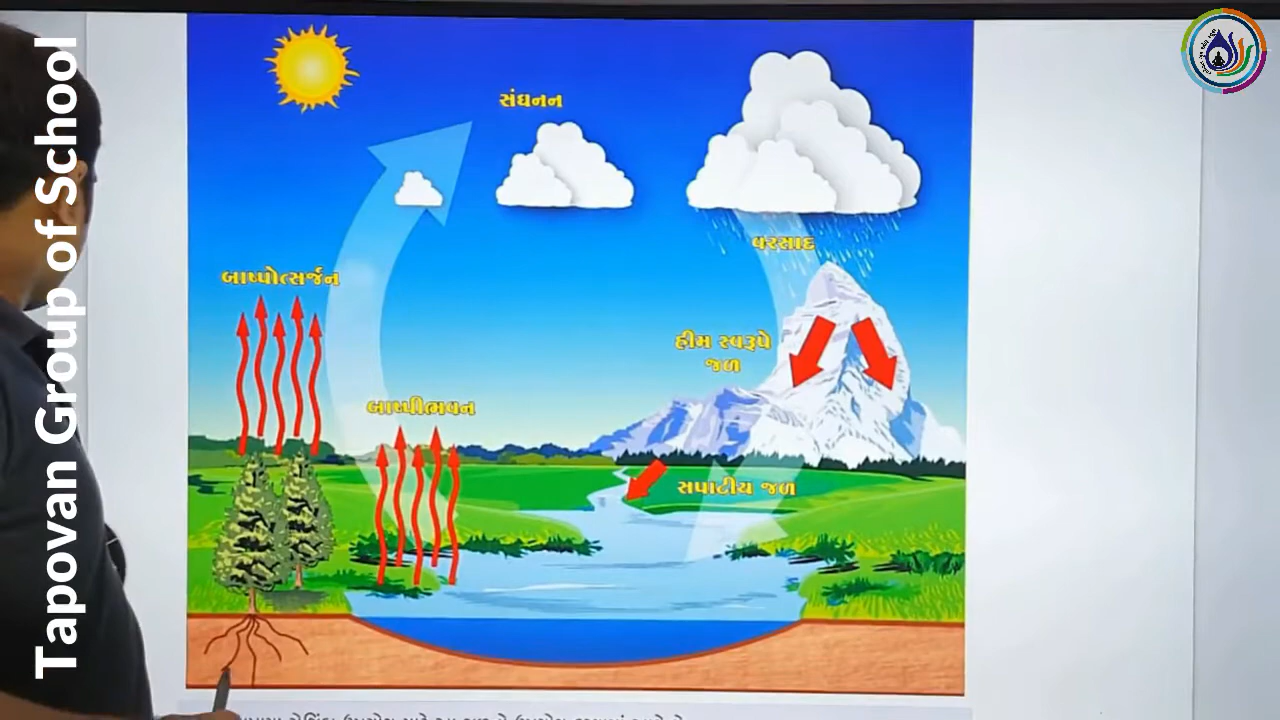 Tapovan Group of School
સંઘનન
વરસાદ
બાષ્પોત્સર્જન
હીમ સ્વરૂપે
જળ
બાષ્પીભવન
સપાટીય જળ